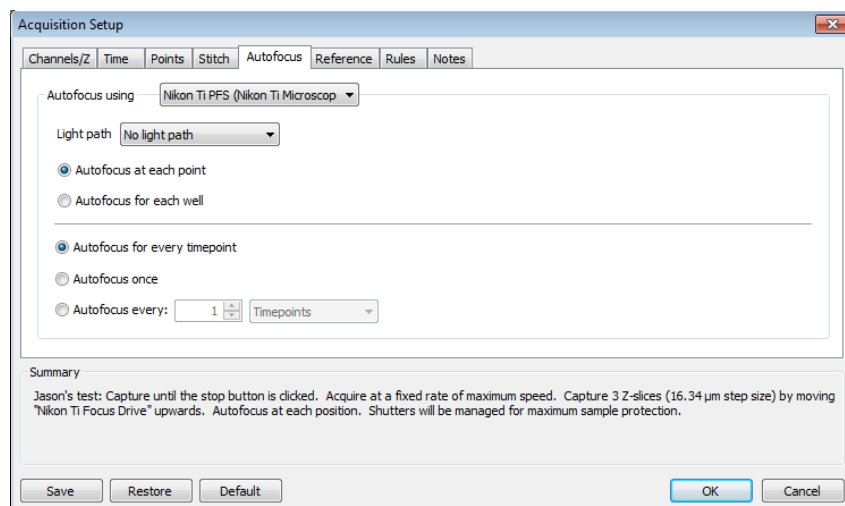 Acquisition Setup
Channels/Z Time Points Stitch Autofocus Reference Rules Notes
Autofocus using Nikon Ti PFS (Nikon Ti Microscop
Light path No light path
Autofocus at each point
Autofocus for each well
Autofocus for every timepoint
Autofocus once
Autofocus every: 1 Timepoints
Summary
Jason's test: Capture until the stop button is clicked. Acquire at a fixed rate of maximum speed. Capture 3 Z-slices (16.34 µm step size) by moving
"Nikon Ti Focus Drive" upwards. Autofocus at each position. Shutters will be managed for maximum sample protection.
Save Restore Default OK Cancel